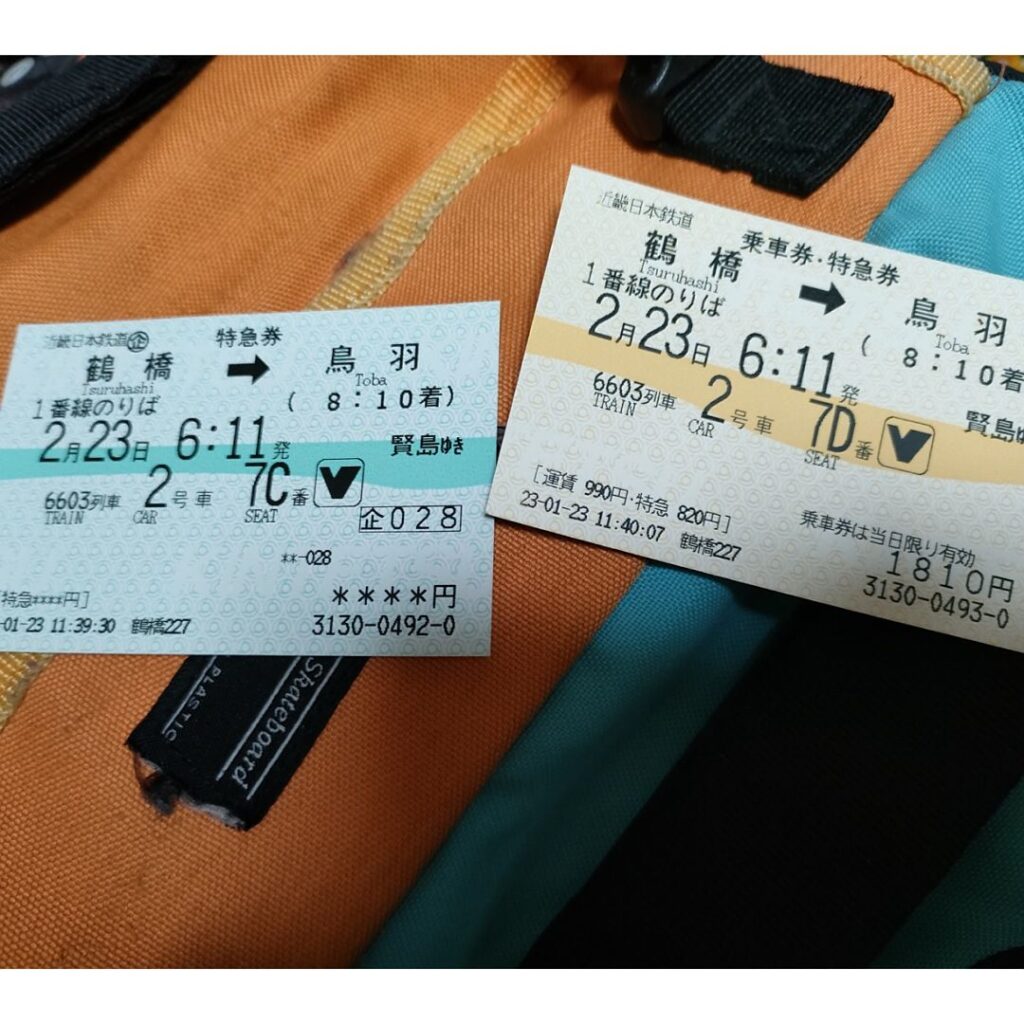 近畿日本鉄道企 特急券
鶴橋 ➡ 鳥羽
Tsuruhashi Toba
1番線のりば ( 8:10着)
2月23日 6:11発 賢島ゆき
6603列車 2号車 7C番 V
TRAIN CAR SEAT
企028
**-028
特急****円] ****円
-01-23 11:39:30 鶴橋227 3130-0492-0
近畿日本鉄道 乗車券・特急券
鶴橋 ➡ 鳥羽
Tsuruhashi Toba
1番線のりば ( 8:10着
2月23日 6:11発 賢島ゆ
6603列車 2号車 7D番 V
TRAIN CAR SEAT
[運賃 990円・特急 820円] 乗車券は当日限り有効
23-01-23 11:40:07 鶴橋227 1810円
3130-0493-0
Skateboard
PLASTIC